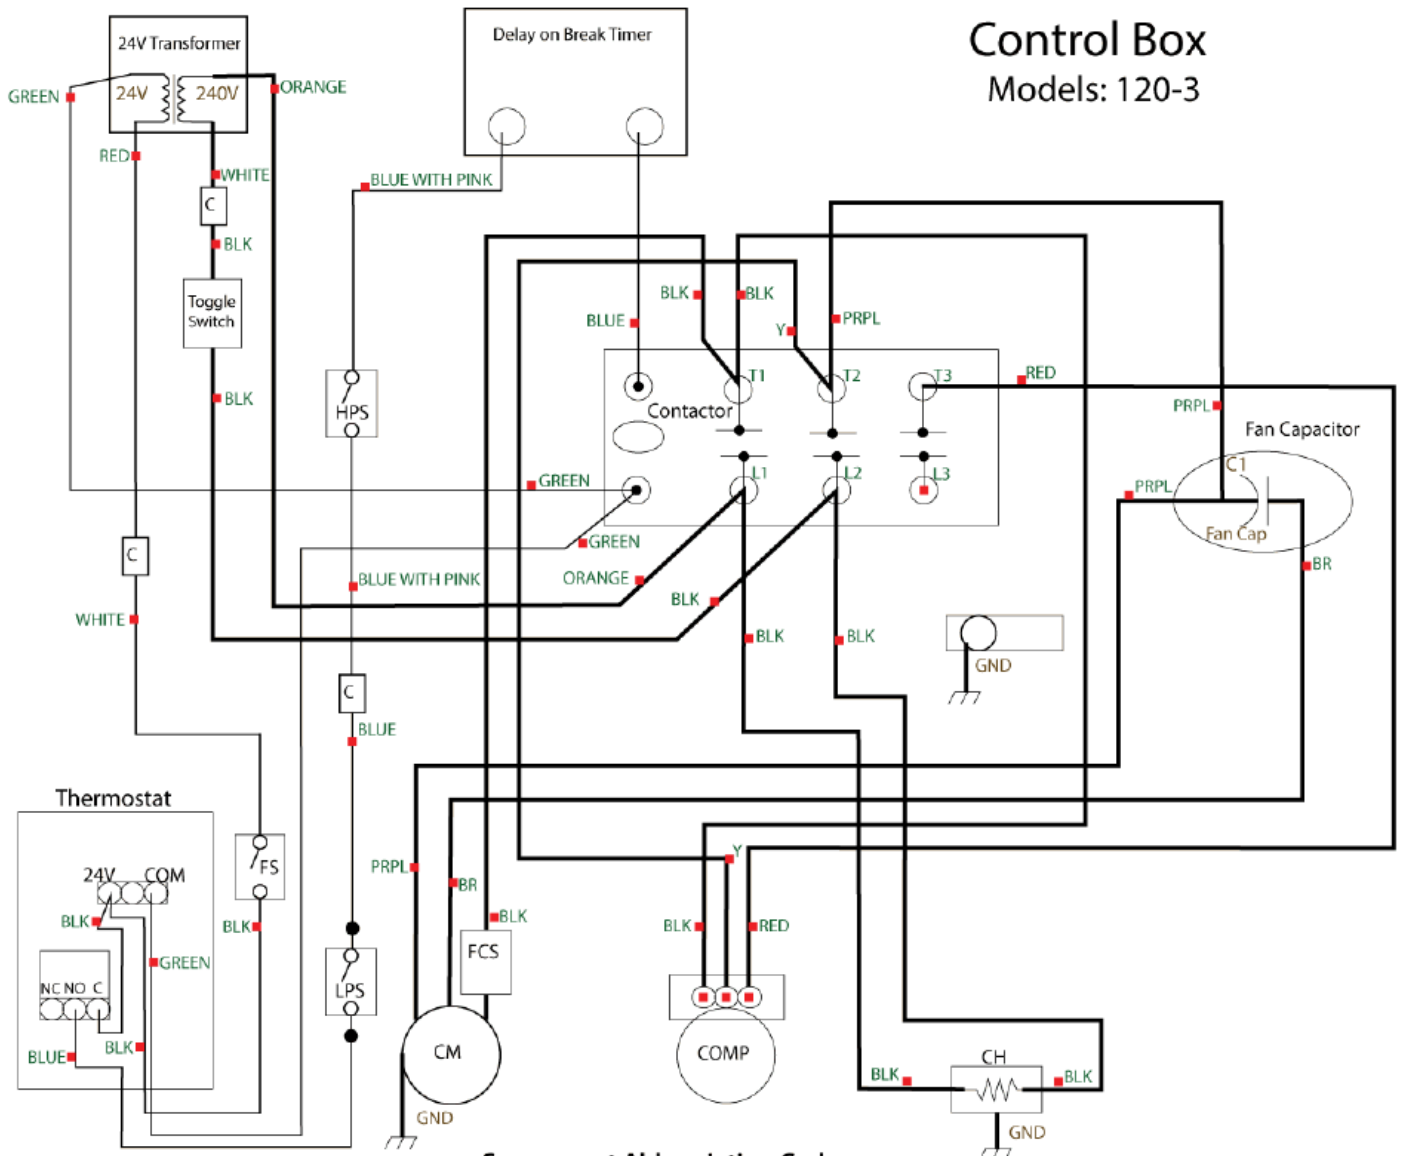 Control Box
Models: 120-3
24V Transformer
24V
240V
GREEN
ORANGE
RED
WHITE
C
BLK
Toggle
Switch
BLK
Delay on Break Timer
BLUE WITH PINK
HPS
BLUE
BLK
BLK
Y
PRPL
T1
T2
T3
RED
Contactor
L1
L2
L3
PRPL
Fan Capacitor
C1
PRPL
Fan Cap
BR
GREEN
GREEN
ORANGE
BLK
BLUE WITH PINK
BLK
BLK
GND
C
WHITE
C
BLUE
Thermostat
24V
COM
BLK
GREEN
NC NO C
BLUE
BLK
FS
BLK
LPS
PRPL
BR
BLK
FCS
CM
GND
Y
BLK
RED
COMP
CH
BLK
BLK
GND